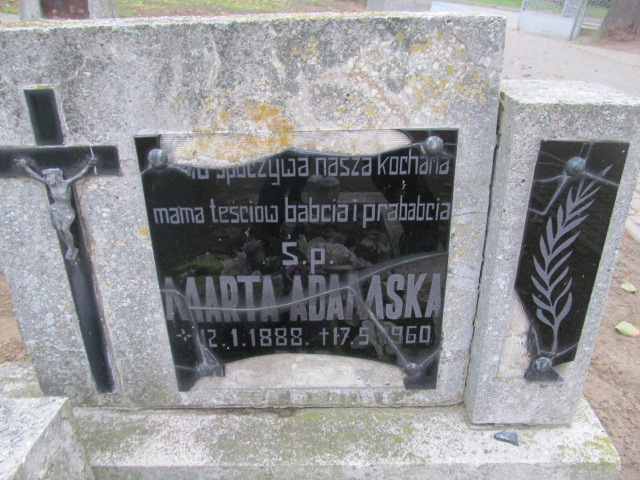 spoczywa nasza kochana
mama teściow babcia i prababcia
Ś.p.
MARTA ADAMSKA
*12.1.1888. †17.5.1960.